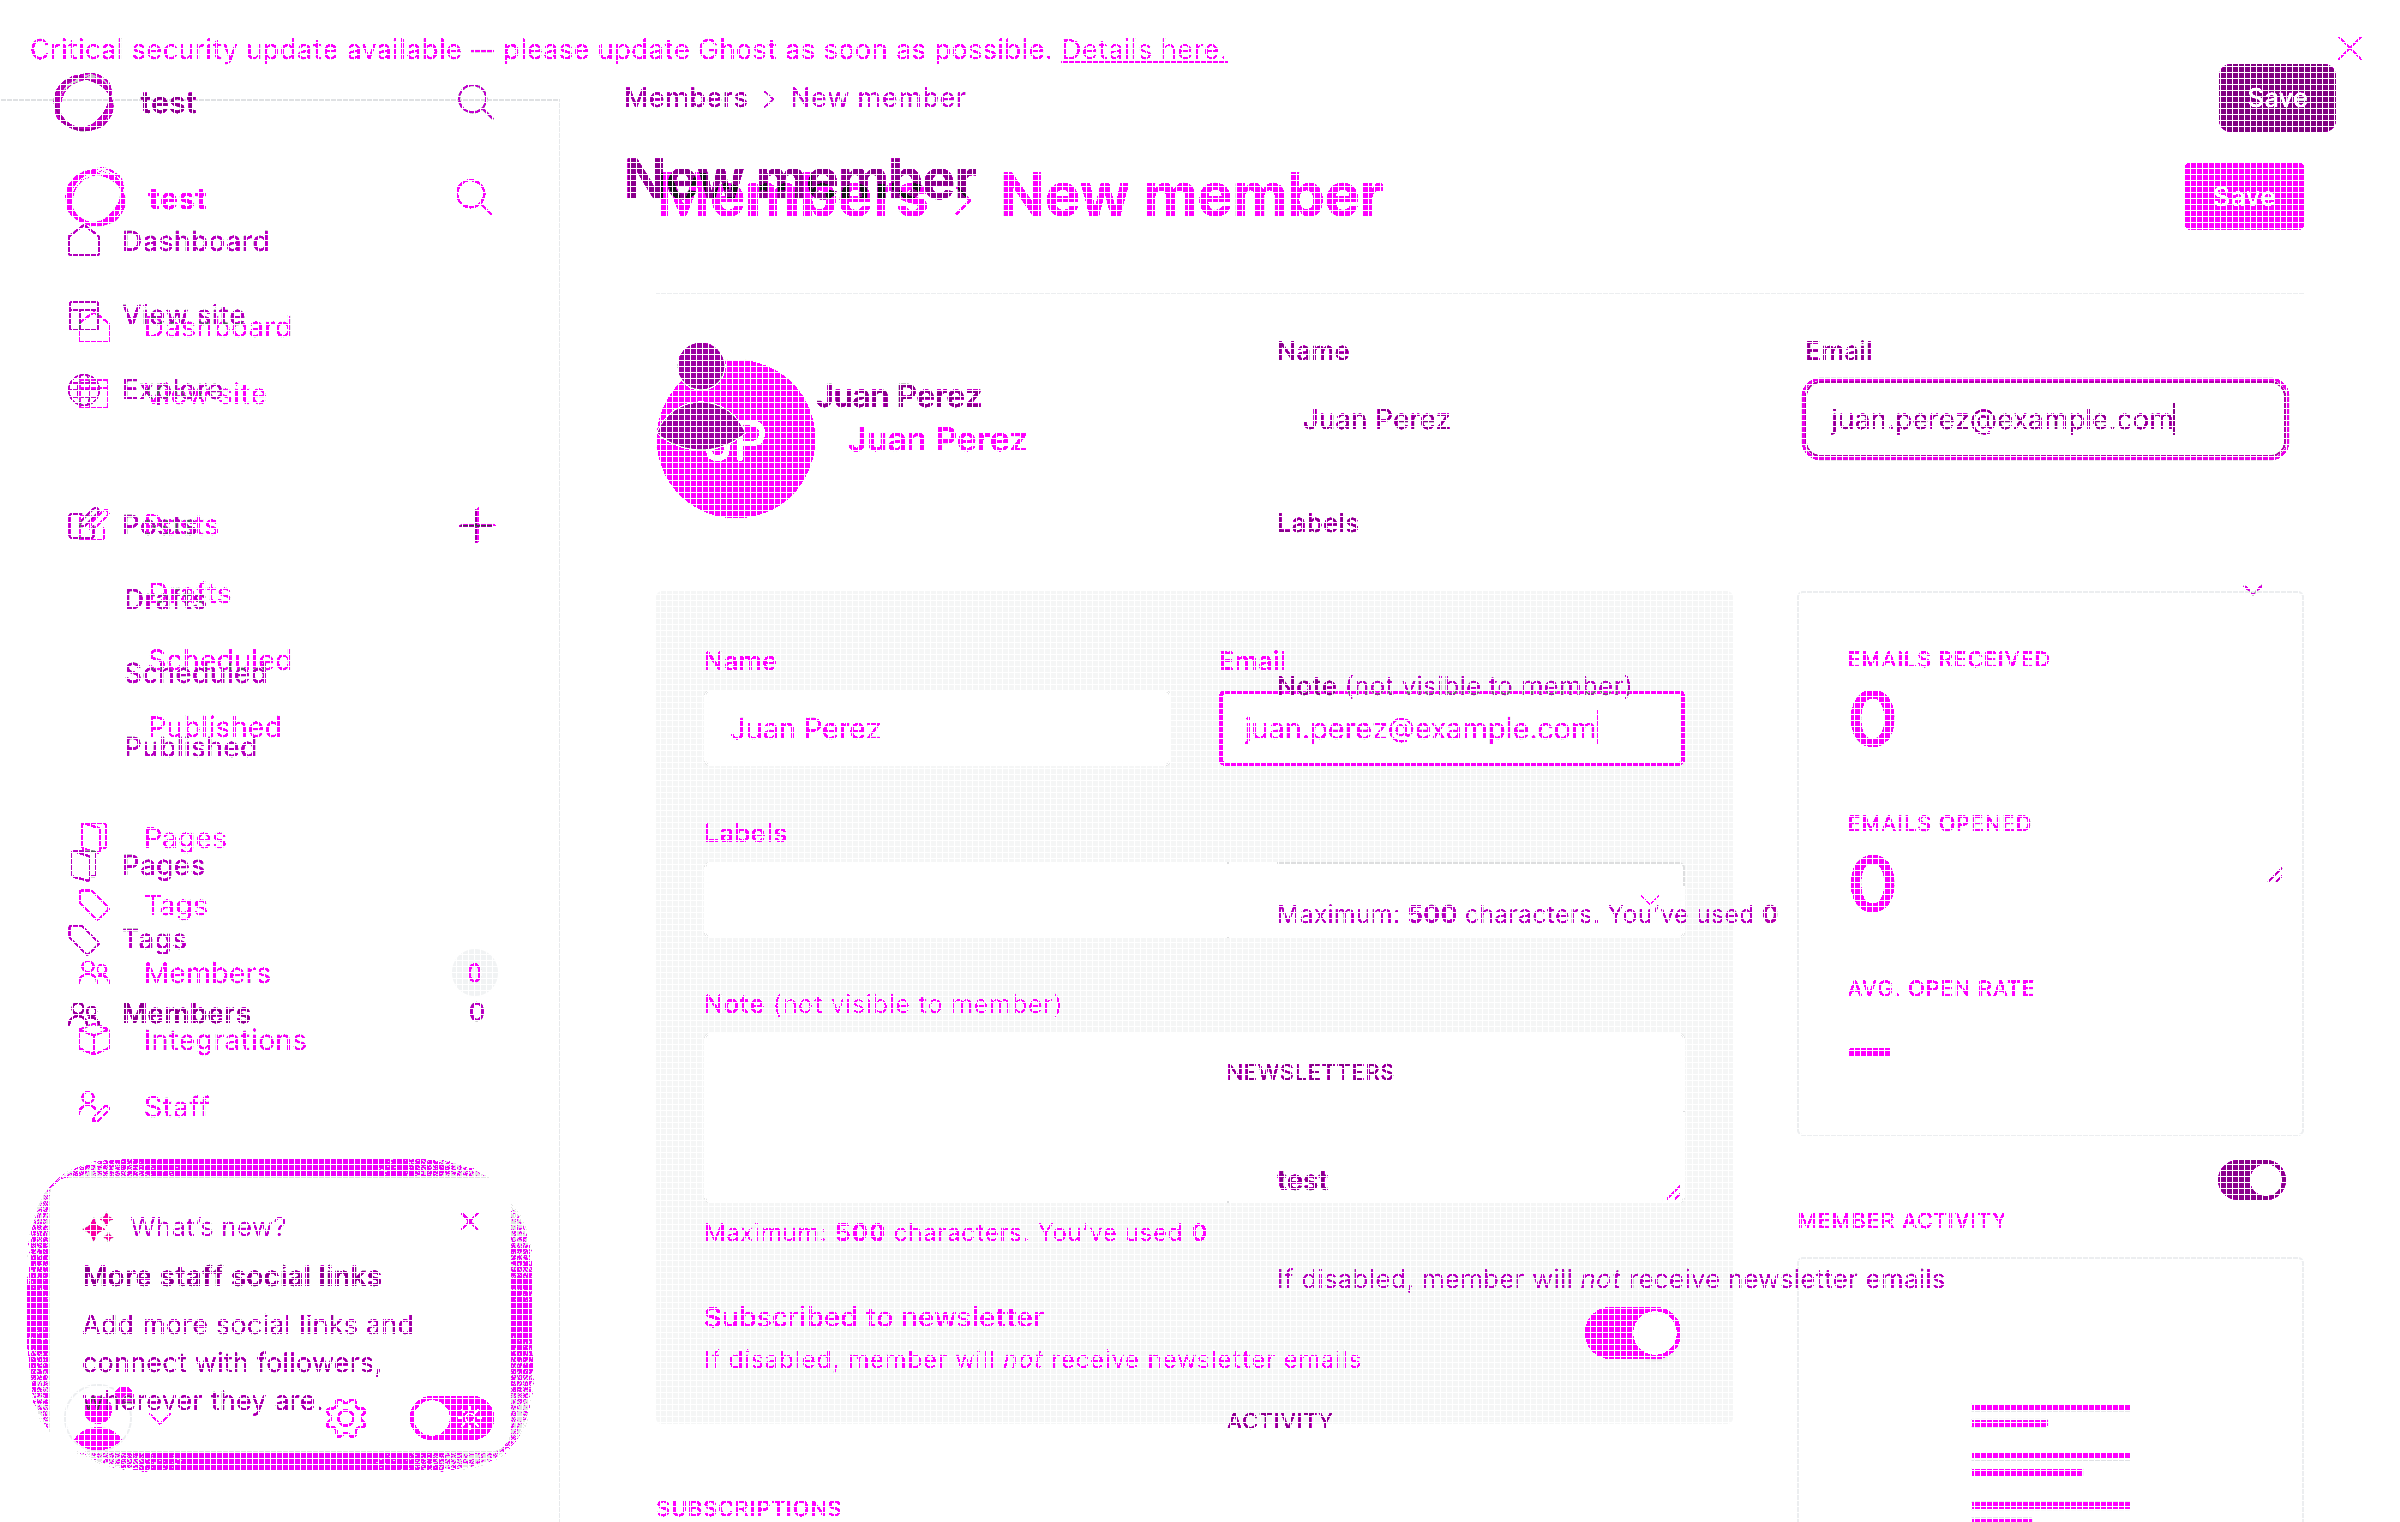 Critical security update available — please update Ghost as soon as possible. Details here.
test
Members > New member
Save
New member
test
Members > New member
Save
Dashboard
View site
Dashboard
Explore
View site
Name
Email
Juan Perez
Juan Perez
juan.perez@example.com
Juan Perez
JP
Posts
Posts
Labels
Drafts
Drafts
Scheduled
Scheduled
Published
Published
Name
Email
Note (not visible to member)
Juan Perez
juan.perez@example.com
EMAILS RECEIVED
0
Labels
EMAILS OPENED
0
Pages
Pages
Tags
Tags
Maximum: 500 characters. You've used 0
Members 0
Members 0
Integrations
Staff
Note (not visible to member)
AVG. OPEN RATE
NEWSLETTERS
test
MEMBER ACTIVITY
Maximum: 500 characters. You've used 0
If disabled, member will not receive newsletter emails
Subscribed to newsletter
If disabled, member will not receive newsletter emails
What's new?
More staff social links
Add more social links and
connect with followers,
wherever they are.
ACTIVITY
SUBSCRIPTIONS